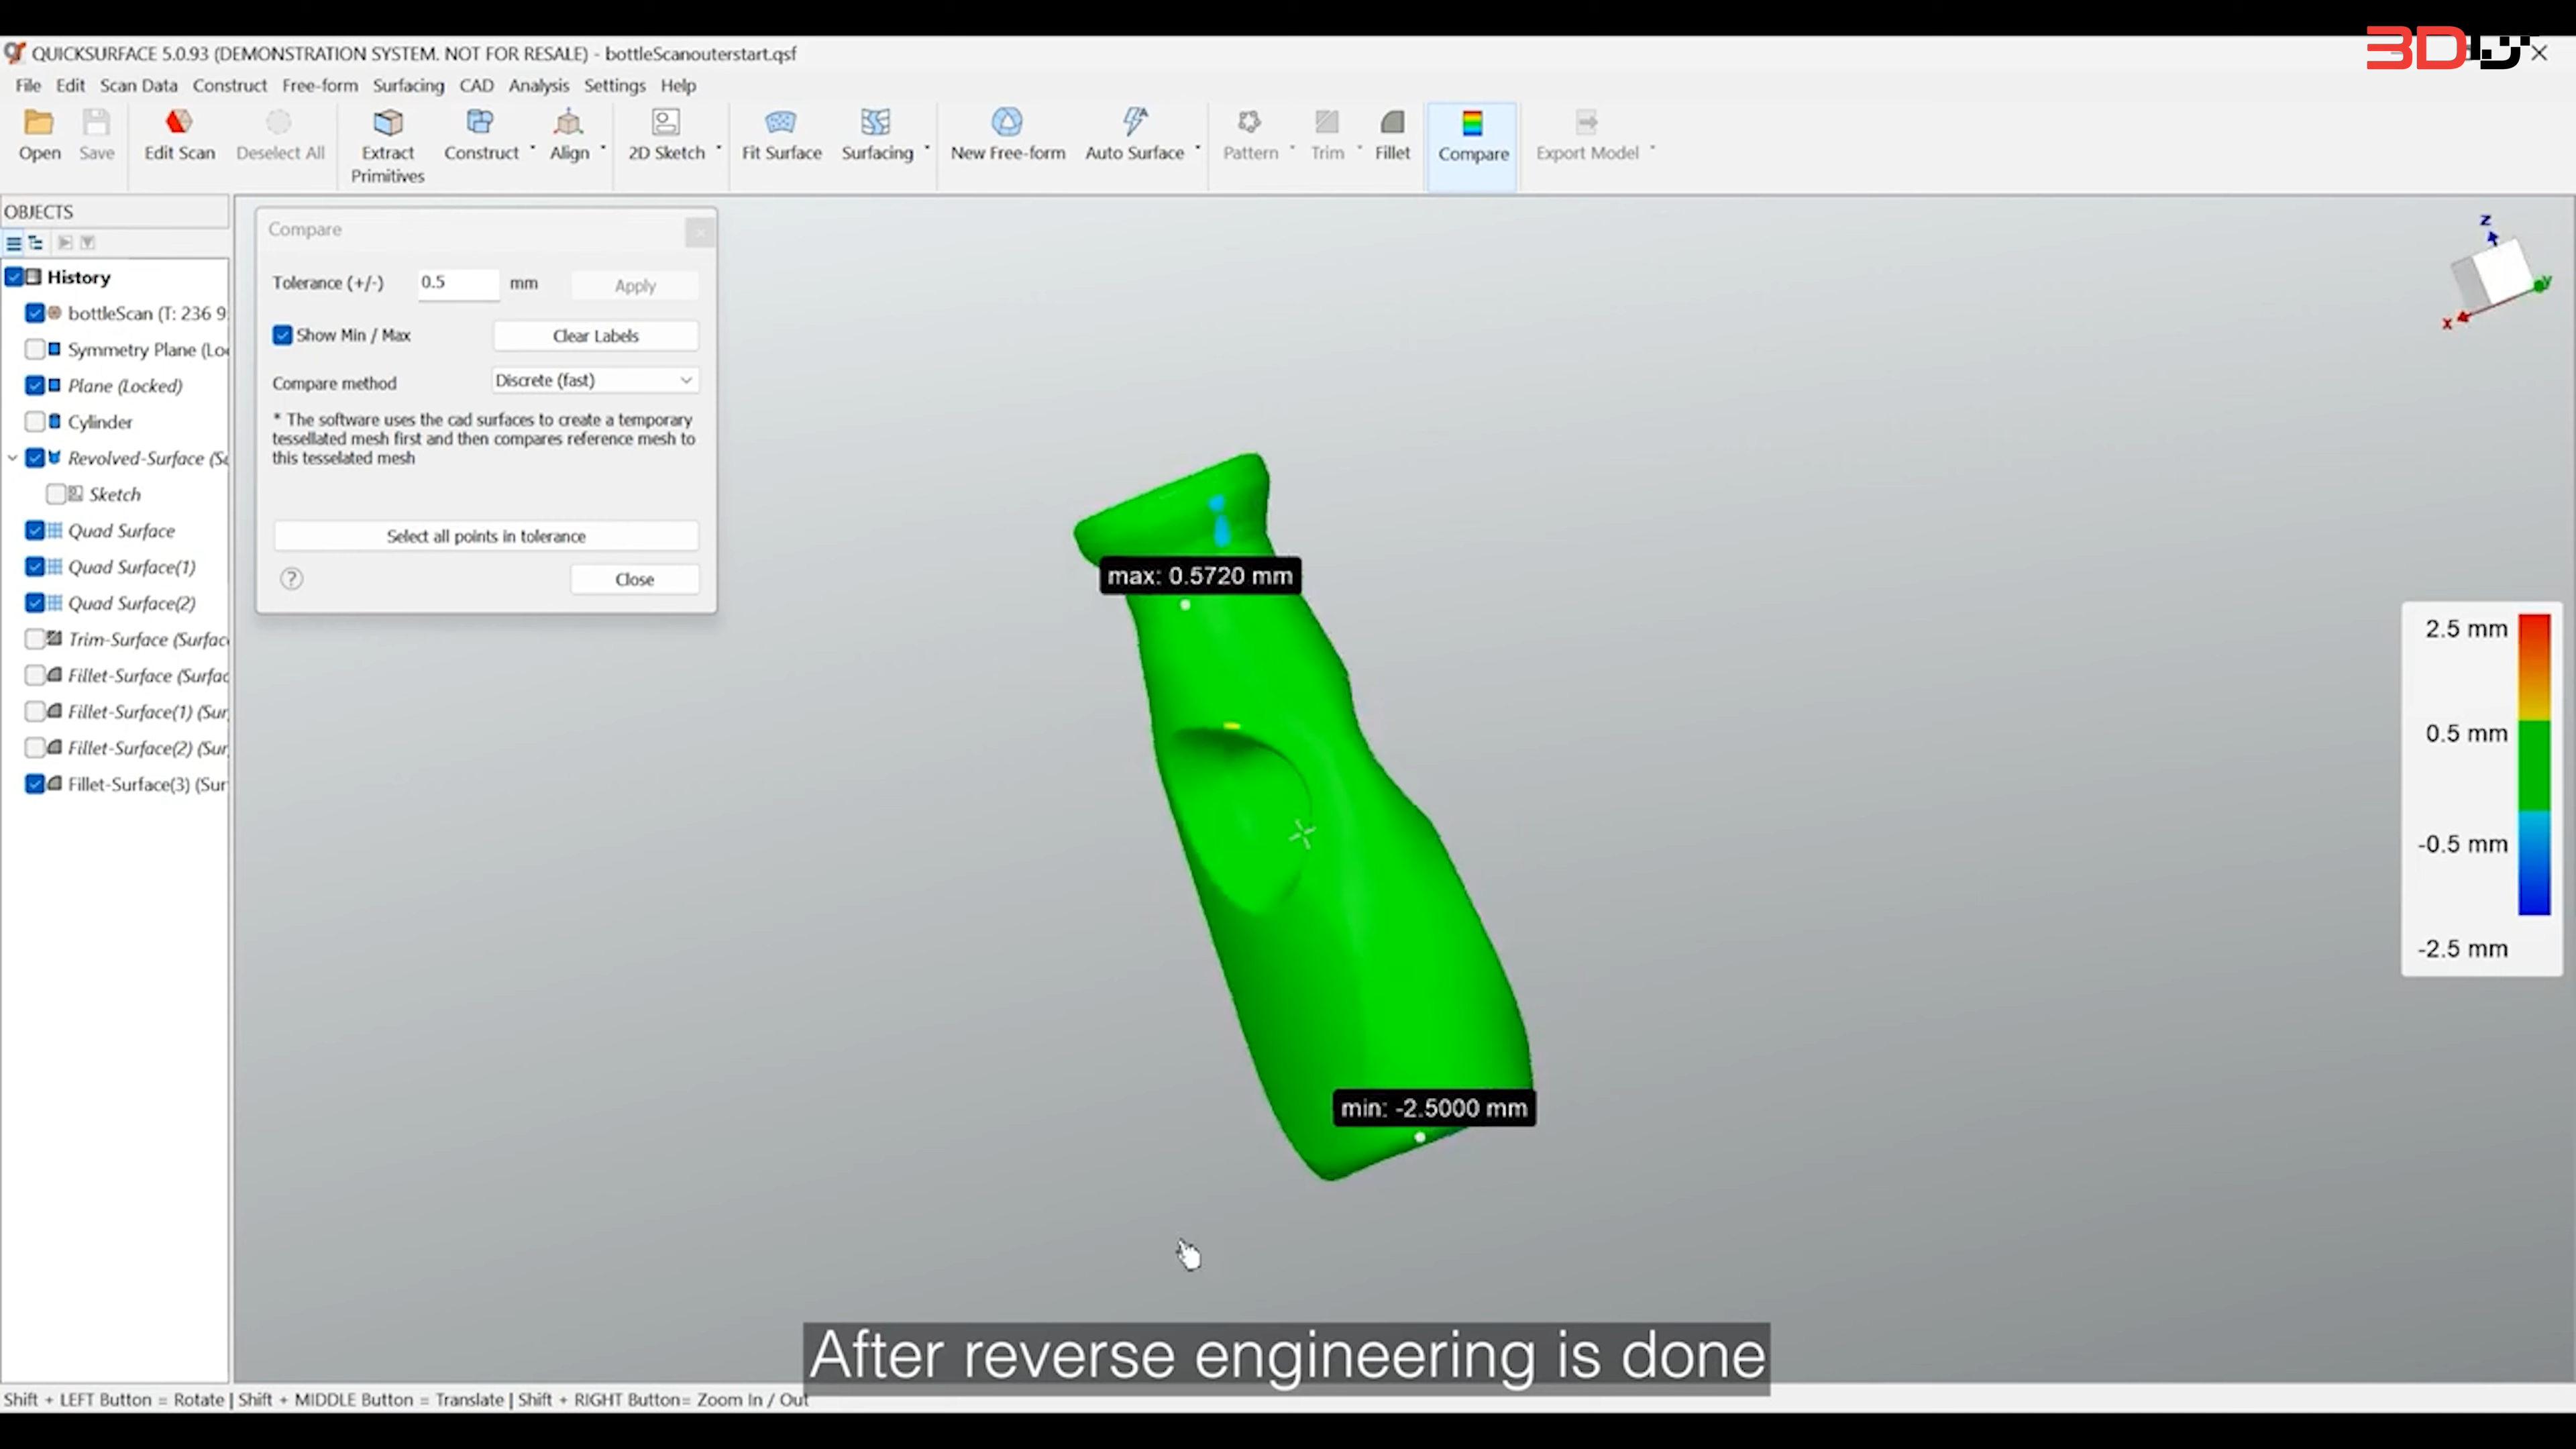 3D
QUICKSURFACE 5.0.93 (DEMONSTRATION SYSTEM. NOT FOR RESALE) - bottleScanouterstart.qsf
File Edit Scan Data Construct Free-form Surfacing CAD Analysis Settings Help
Open Save Edit Scan Deselect All Extract Primitives Construct Align 2D Sketch Fit Surface Surfacing New Free-form Auto Surface Pattern Trim Fillet Compare Export Model
OBJECTS
History
bottleScan (T: 236 9
Symmetry Plane (Lo
Plane (Locked)
Cylinder
Revolved-Surface (S
Sketch
Quad Surface
Quad Surface(1)
Quad Surface(2)
Trim-Surface (Surfac
Fillet-Surface (Surfac
Fillet-Surface(1) (Sur
Fillet-Surface(2) (Sur
Fillet-Surface(3) (Sur
Compare
Tolerance (+/-) 0.5 mm Apply
Show Min / Max Clear Labels
Compare method Discrete (fast)
* The software uses the cad surfaces to create a temporary
tessellated mesh first and then compares reference mesh to
this tesselated mesh
Select all points in tolerance
? Close
max: 0.5720 mm
min: -2.5000 mm
z
y
x
2.5 mm
0.5 mm
-0.5 mm
-2.5 mm
After reverse engineering is done
Shift + LEFT Button = Rotate | Shift + MIDDLE Button = Translate | Shift + RIGHT Button= Zoom In / Out